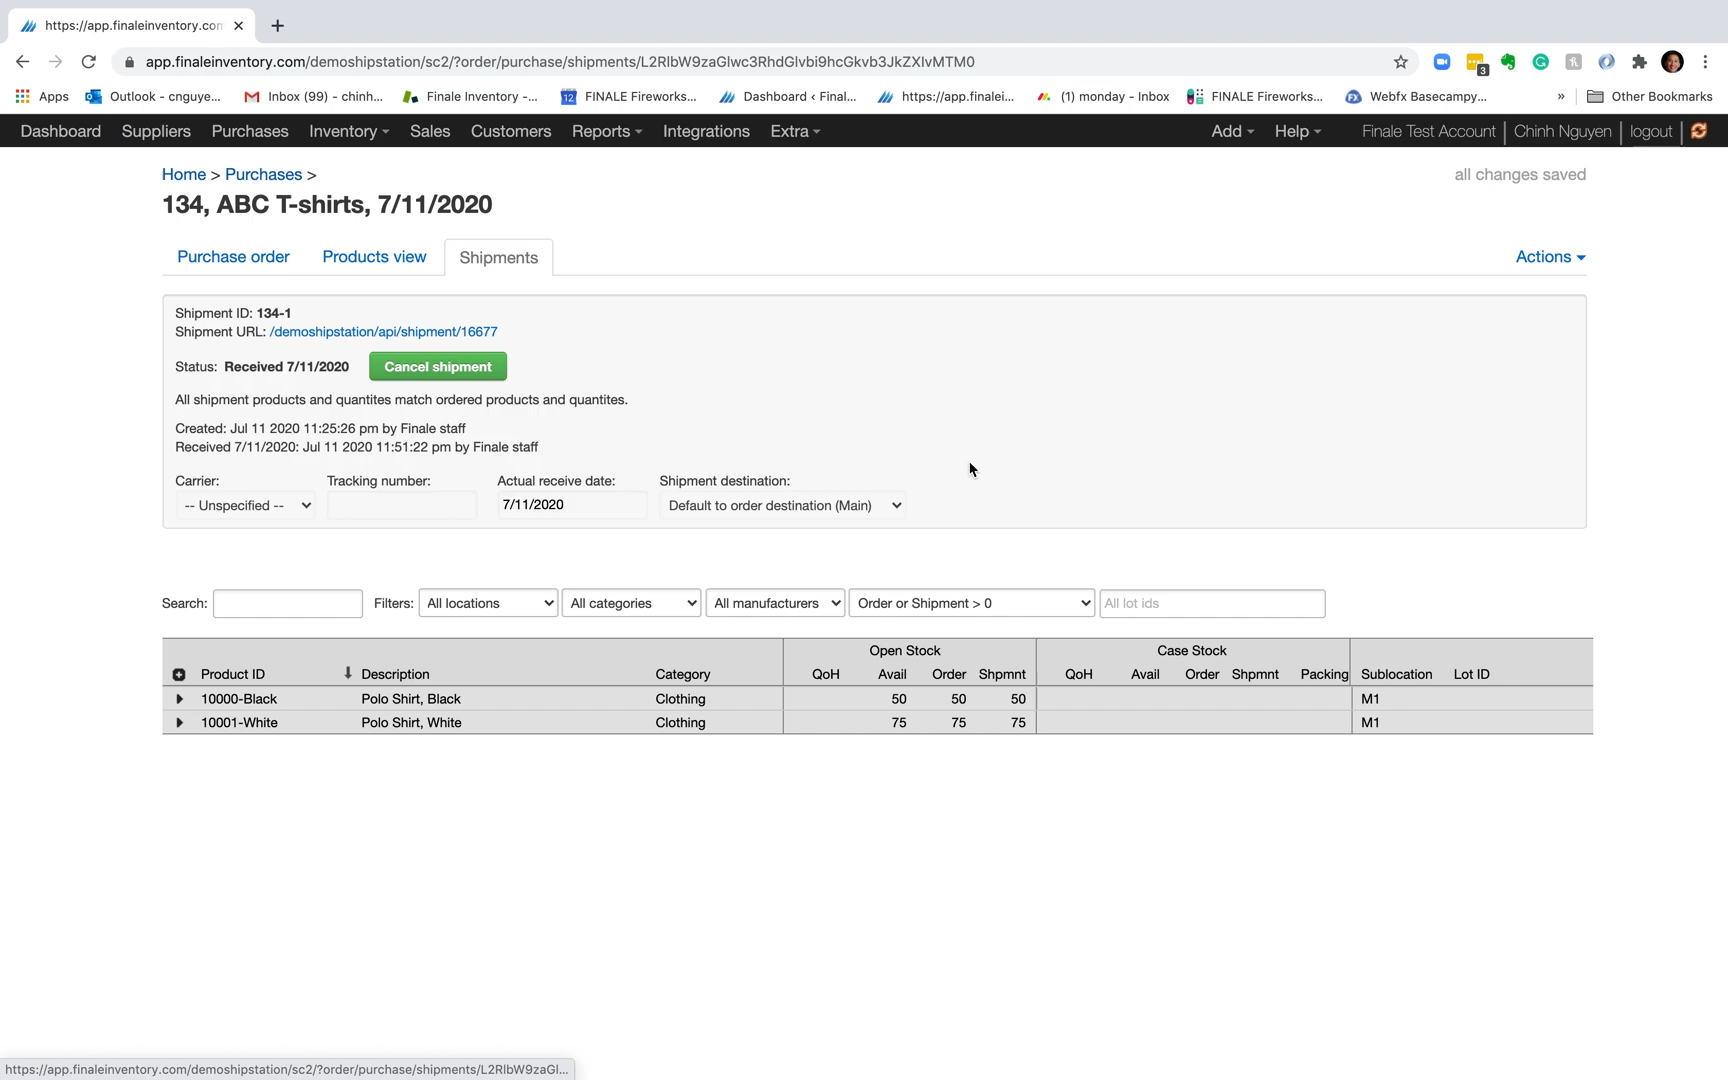 https://app.finaleinventory.com
https://app.finaleinventory.com/demoshipstation/sc2/?order/purchase/shipments/L2RlbW9zaGlwc3RhdGlvbi9hcGkvb3JkZXIvMTM0
3
Apps
Outlook - cnguye...
Inbox (99) - chinh...
Finale Inventory -...
12
FINALE Fireworks...
Dashboard ‹ Final...
https://app.finalei...
(1) monday - Inbox
FINALE Fireworks...
FX
Webfx Basecampy...
»
Other Bookmarks
Dashboard Suppliers Purchases Inventory Sales Customers Reports Integrations Extra Add Help Finale Test Account Chinh Nguyen logout
Home > Purchases >
all changes saved
134, ABC T-shirts, 7/11/2020
Purchase order Products view Shipments Actions
Shipment ID: 134-1
Shipment URL: /demoshipstation/api/shipment/16677
Status: Received 7/11/2020 Cancel shipment
All shipment products and quantites match ordered products and quantites.
Created: Jul 11 2020 11:25:26 pm by Finale staff
Received 7/11/2020: Jul 11 2020 11:51:22 pm by Finale staff
Carrier: Tracking number: Actual receive date: Shipment destination:
-- Unspecified -- 7/11/2020 Default to order destination (Main)
Search: Filters: All locations All categories All manufacturers Order or Shipment > 0 All lot ids
Open Stock Case Stock
Product ID Description Category QoH Avail Order Shpmnt QoH Avail Order Shpmnt Packing Sublocation Lot ID
10000-Black Polo Shirt, Black Clothing 50 50 50 M1
10001-White Polo Shirt, White Clothing 75 75 75 M1
https://app.finaleinventory.com/demoshipstation/sc2/?order/purchase/shipments/L2RlbW9zaGl...